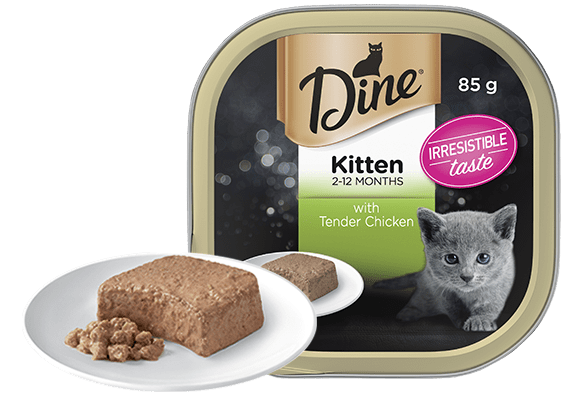 Dine®
85 g
Kitten
2-12 MONTHS
IRRESISTIBLE
taste
with
Tender Chicken